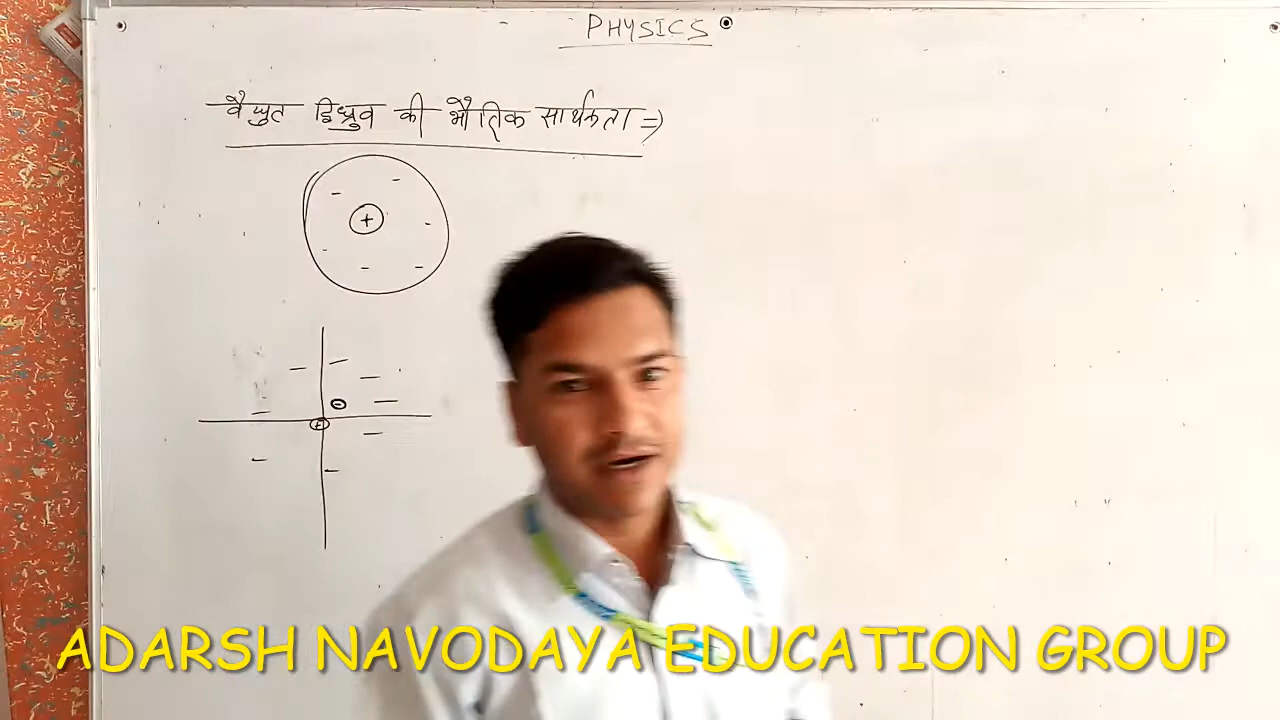 PHYSICS
वैधुत द्विध्रुव की भौतिक सार्थकता =>
+
+
ADARSH NAVODAYA EDUCATION GROUP